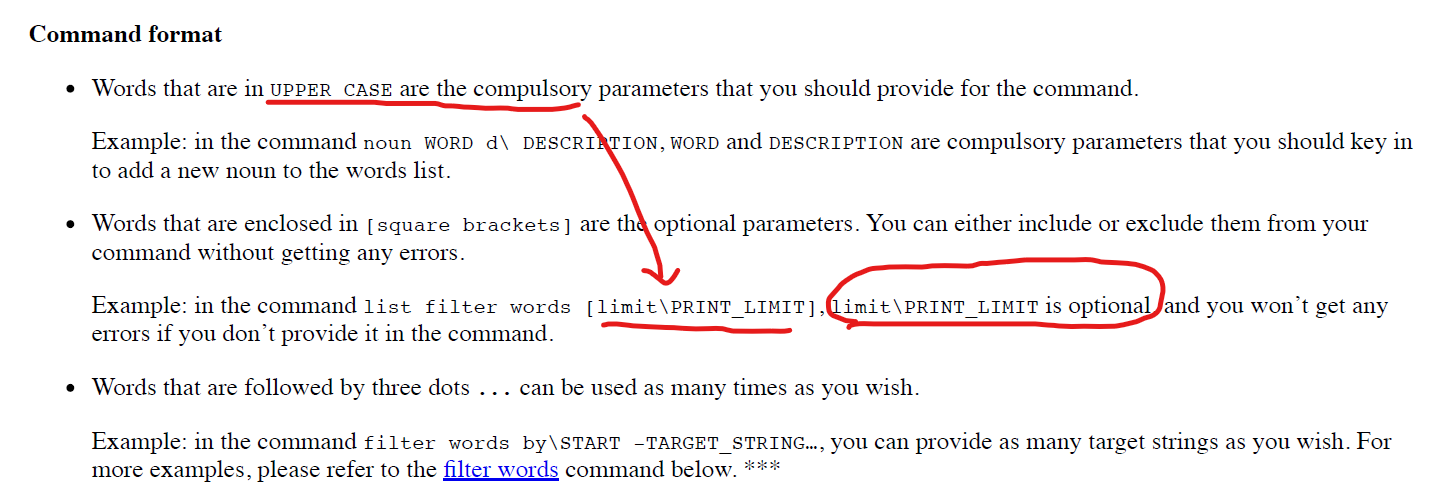 Command format
• Words that are in UPPER CASE are the compulsory parameters that you should provide for the command.
Example: in the command noun WORD d\ DESCRIPTION, WORD and DESCRIPTION are compulsory parameters that you should key in
to add a new noun to the words list.
• Words that are enclosed in [square brackets] are the optional parameters. You can either include or exclude them from your
command without getting any errors.
Example: in the command list filter words [limit\PRINT_LIMIT], limit\PRINT_LIMIT is optional and you won’t get any
errors if you don’t provide it in the command.
• Words that are followed by three dots ... can be used as many times as you wish.
Example: in the command filter words by\START -TARGET_STRING…, you can provide as many target strings as you wish. For
more examples, please refer to the filter words command below. ***